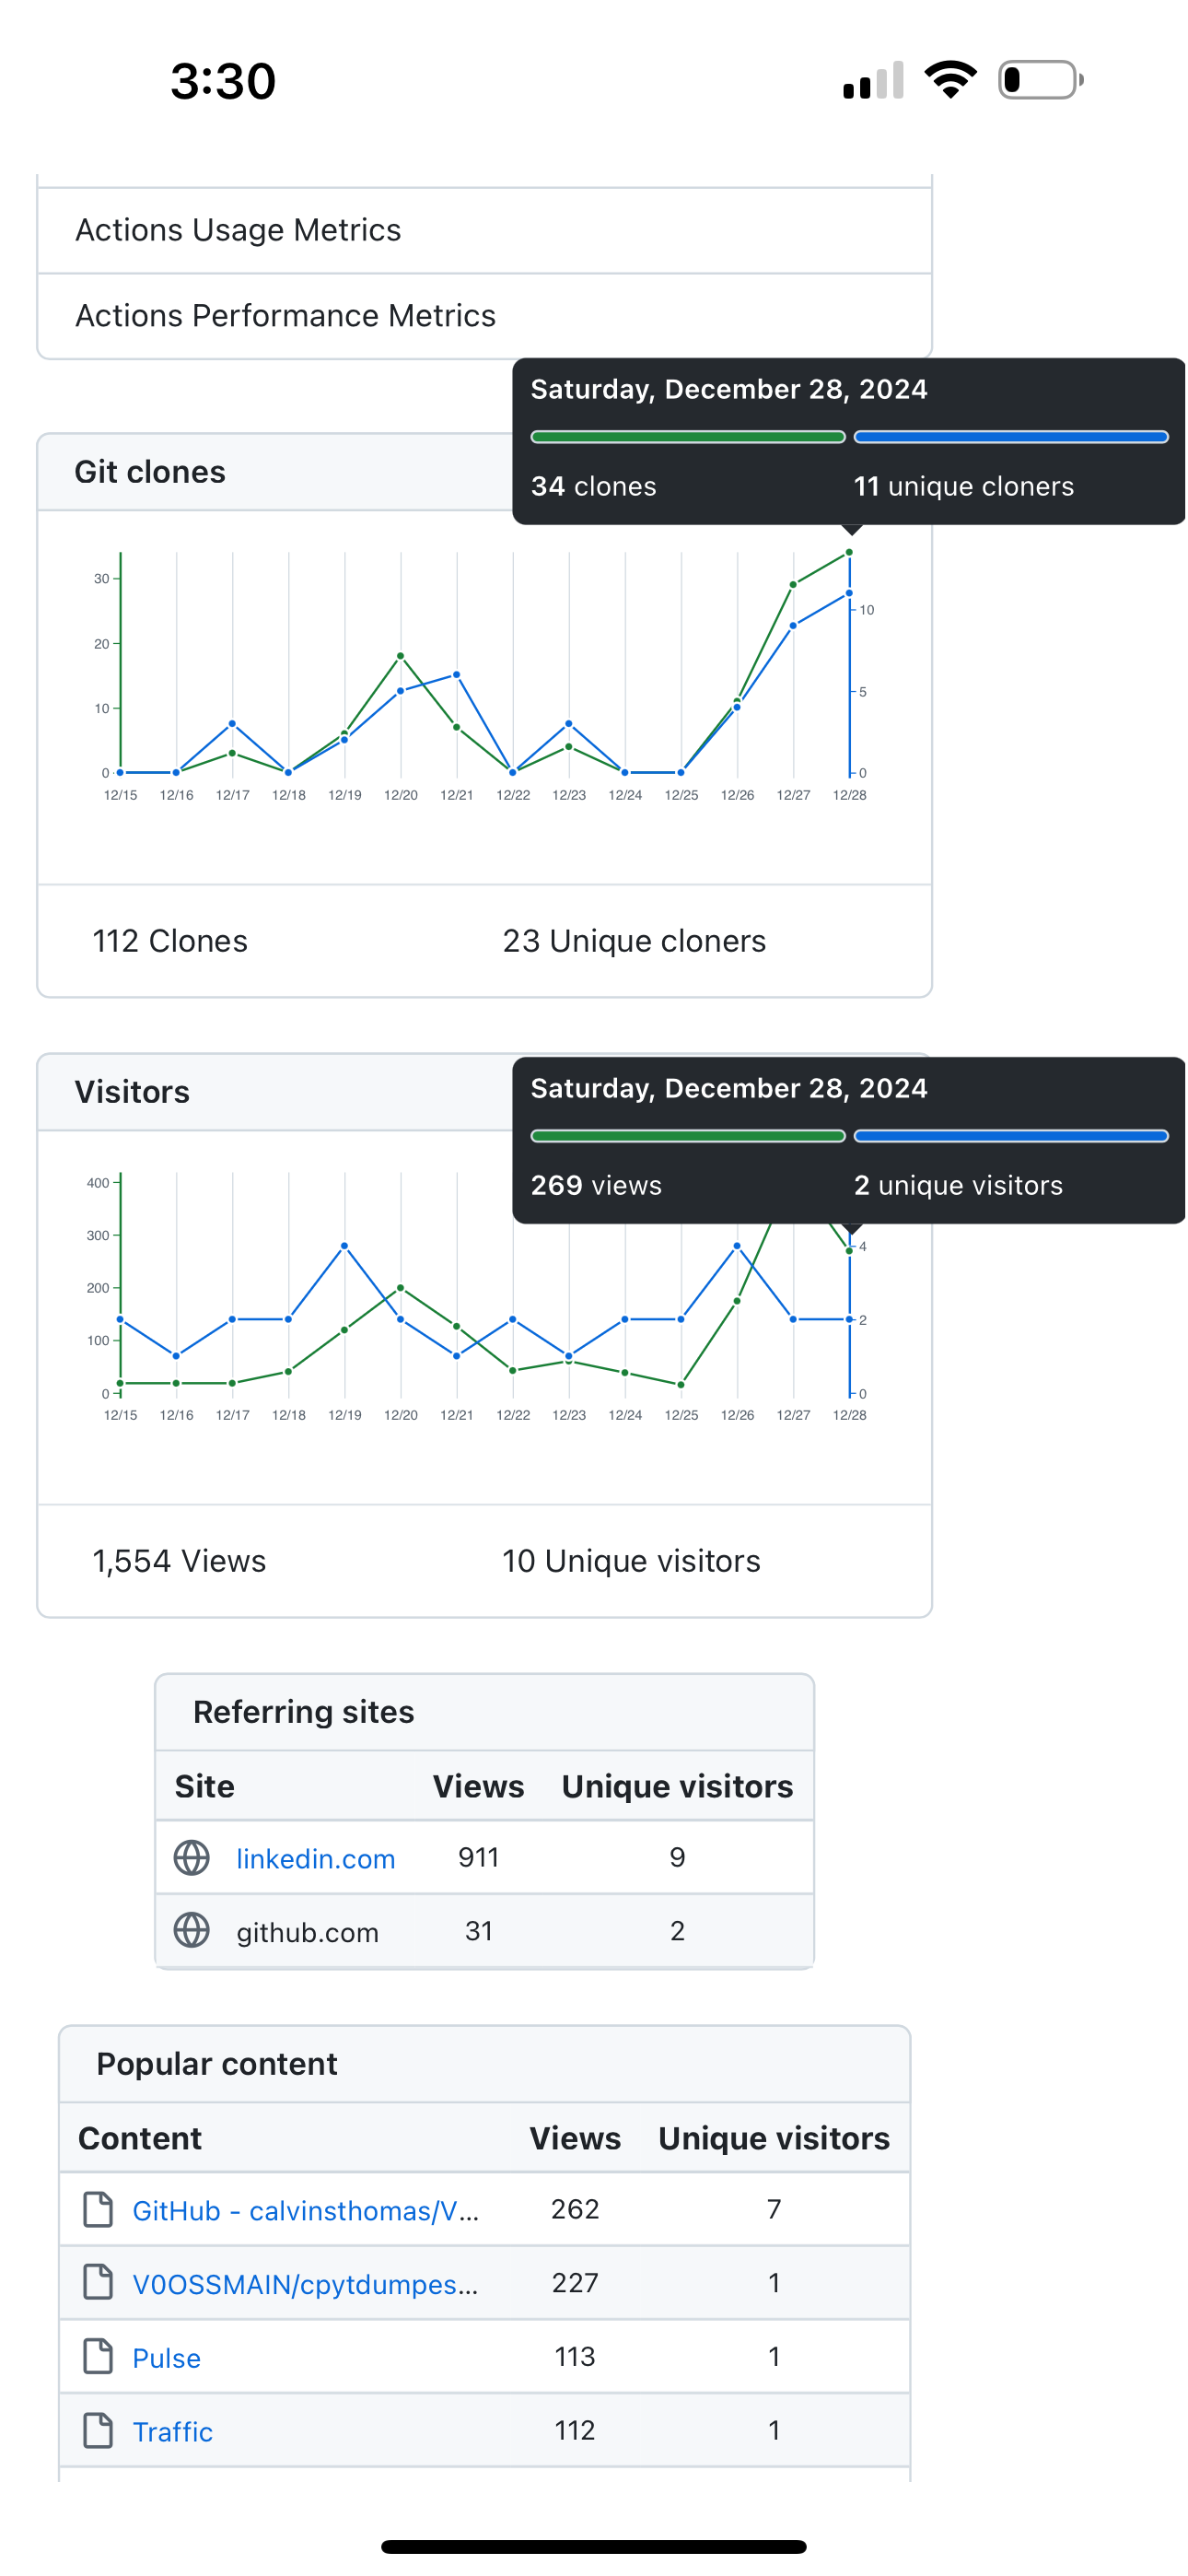 3:30
Actions Usage Metrics
Actions Performance Metrics
Saturday, December 28, 2024
34 clones 11 unique cloners
Git clones
30
20
10
0
10
5
0
12/15 12/16 12/17 12/18 12/19 12/20 12/21 12/22 12/23 12/24 12/25 12/26 12/27 12/28
112 Clones 23 Unique cloners
Saturday, December 28, 2024
269 views 2 unique visitors
Visitors
400
300
200
100
0
4
2
0
12/15 12/16 12/17 12/18 12/19 12/20 12/21 12/22 12/23 12/24 12/25 12/26 12/27 12/28
1,554 Views 10 Unique visitors
Referring sites
Site Views Unique visitors
linkedin.com 911 9
github.com 31 2
Popular content
Content Views Unique visitors
GitHub - calvinsthomas/V... 262 7
V0OSSMAIN/cpytdumpes... 227 1
Pulse 113 1
Traffic 112 1